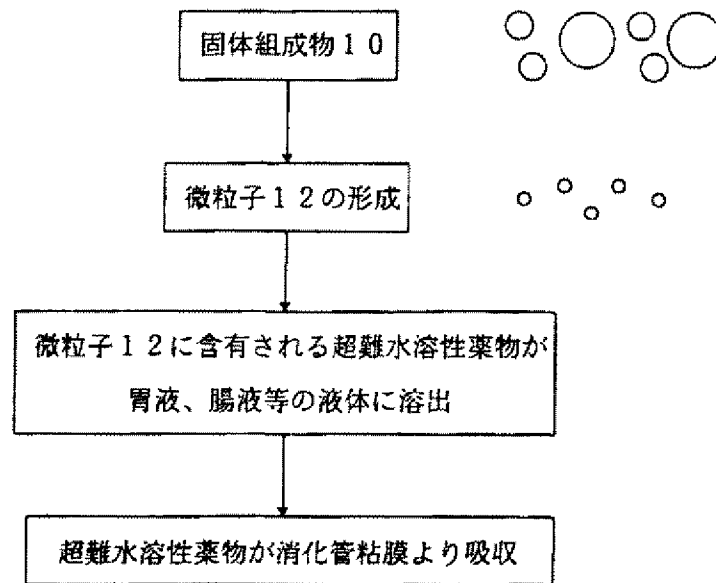 固体組成物１０
微粒子１２の形成
微粒子１２に含有される超難水溶性薬物が
胃液、腸液等の液体に溶出
超難水溶性薬物が消化管粘膜より吸収